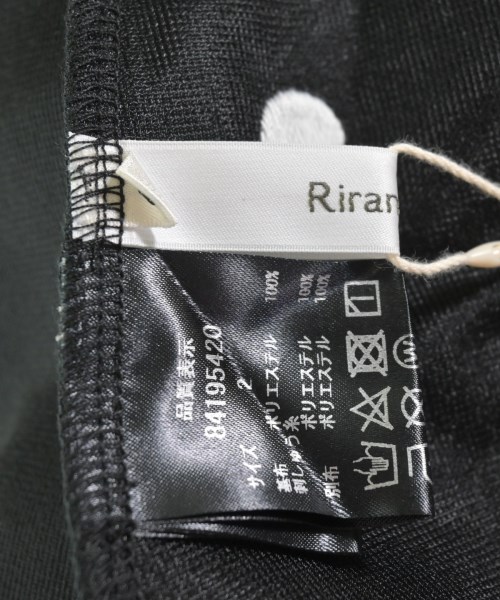 Riran
品質表示
84195420
サイズ 2
基布 ポリエステル 100%
刺しゅう糸 ポリエステル 100%
別布 ポリエステル 100%